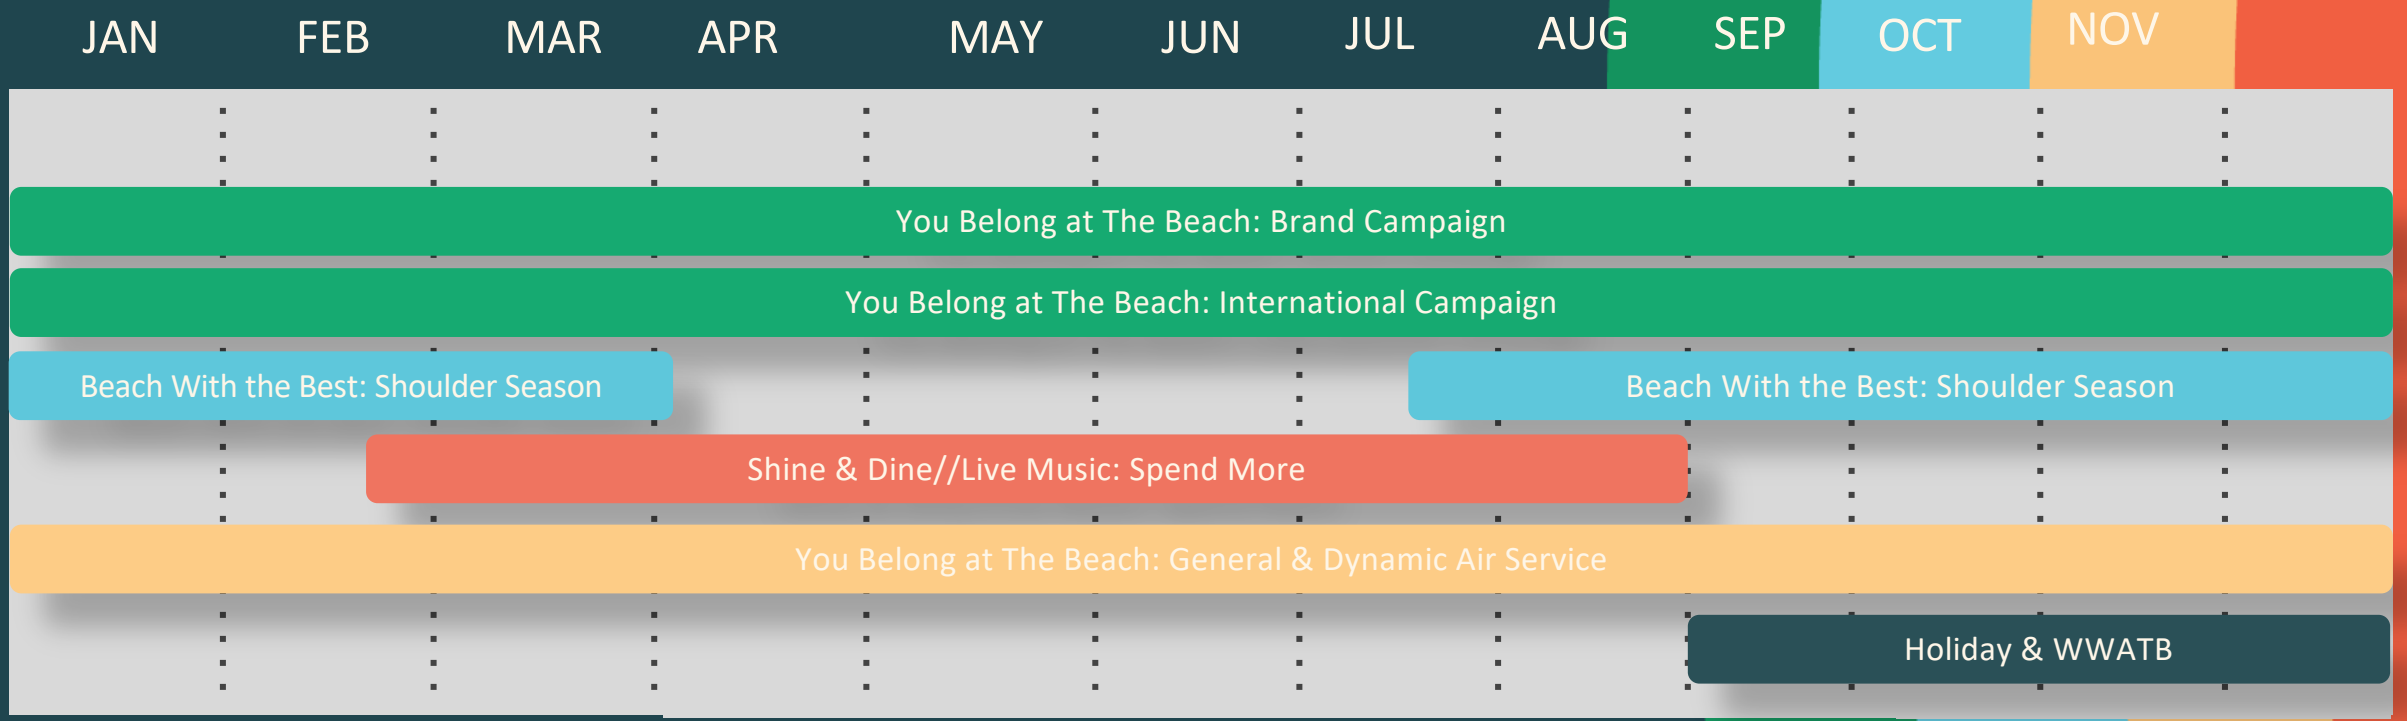 JAN FEB MAR APR MAY JUN JUL AUG SEP OCT NOV
You Belong at The Beach: Brand Campaign
You Belong at The Beach: International Campaign
Beach With the Best: Shoulder Season Beach With the Best: Shoulder Season
Shine & Dine//Live Music: Spend More
You Belong at The Beach: General & Dynamic Air Service
Holiday & WWATB